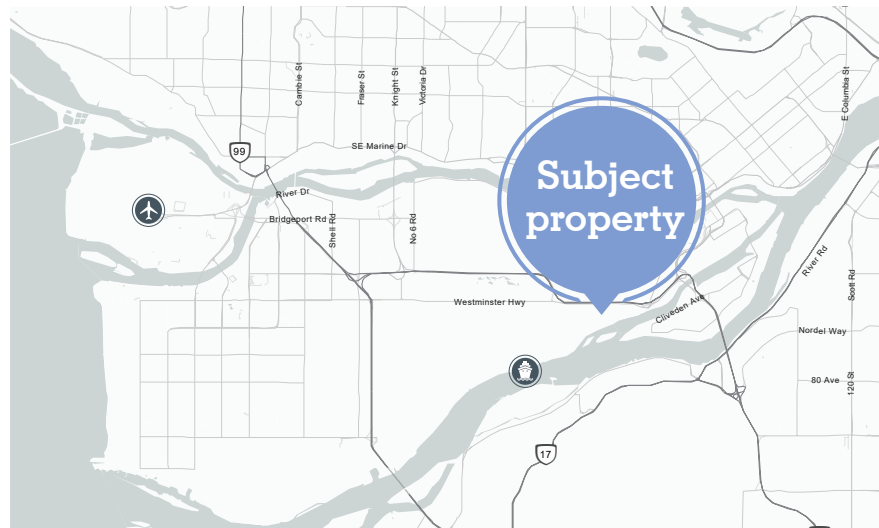 Cambie St
Fraser St
Knight St
Victoria Dr
E Columbia St
99
SE Marine Dr
Subject
property
River Dr
Bridgeport Rd
Shell Rd
No 6 Rd
River Rd
Scott Rd
Westminster Hwy
Cliveden Ave
Nordel Way
80 Ave
120 St
17